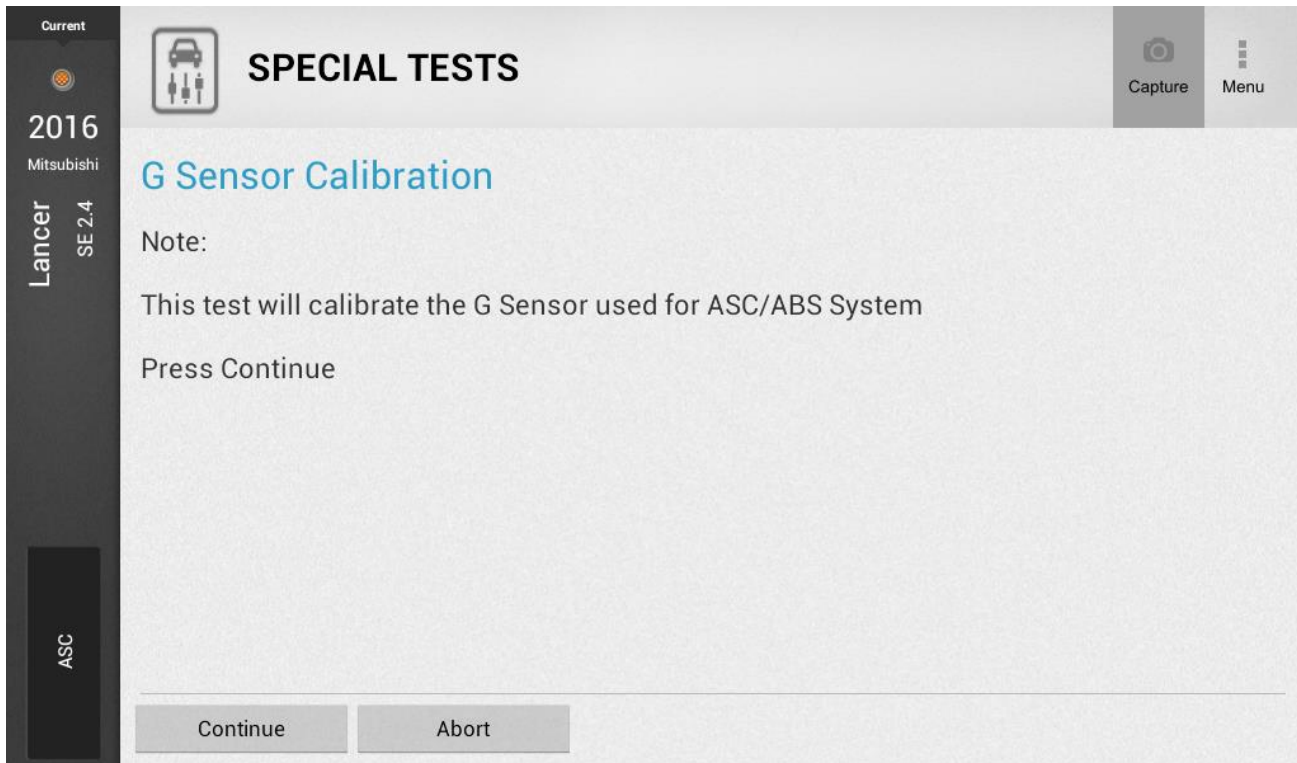 Current
2016
Mitsubishi
Lancer
SE 2.4
ASC
SPECIAL TESTS
Capture
Menu
G Sensor Calibration
Note:
This test will calibrate the G Sensor used for ASC/ABS System
Press Continue
Continue
Abort